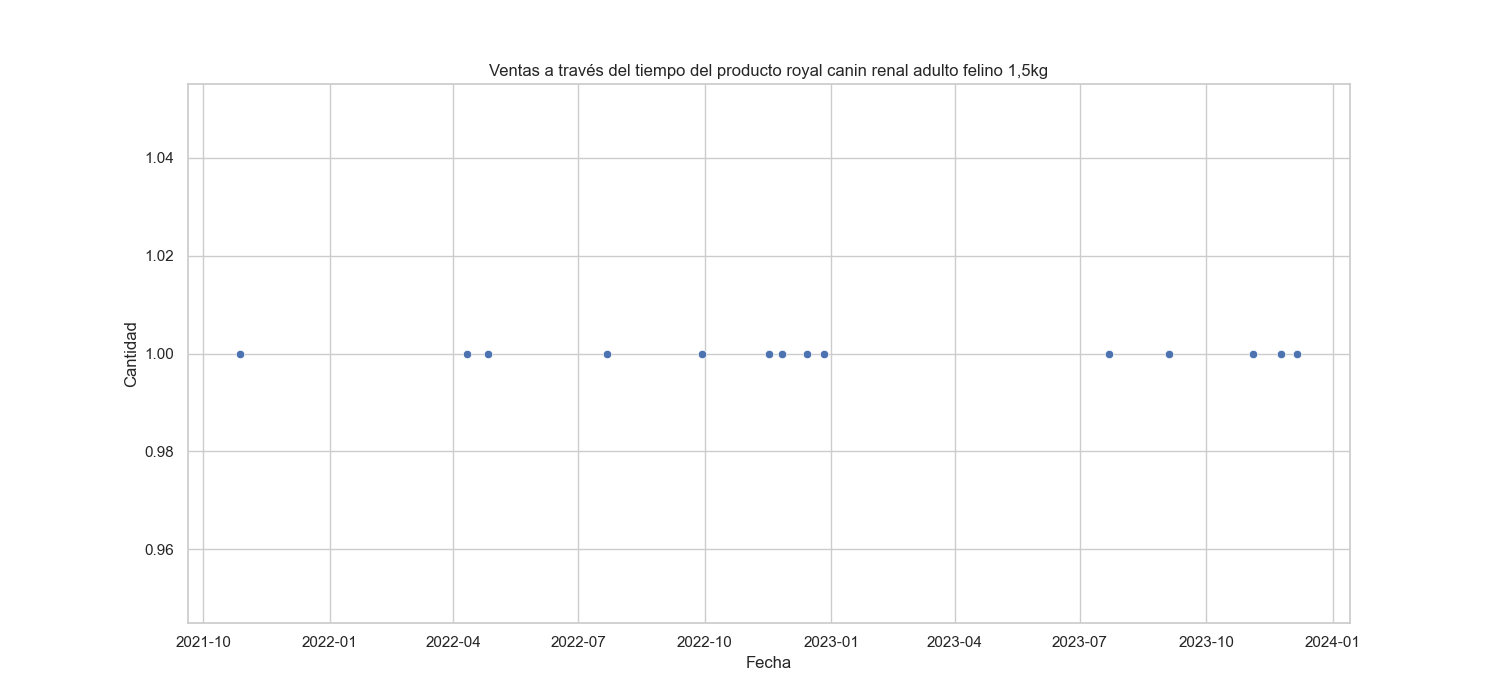 Ventas a través del tiempo del producto royal canin renal adulto felino 1,5kg
1.04
1.02
1.00
0.98
0.96
Cantidad
2021-10 2022-01 2022-04 2022-07 2022-10 2023-01 2023-04 2023-07 2023-10 2024-01
Fecha